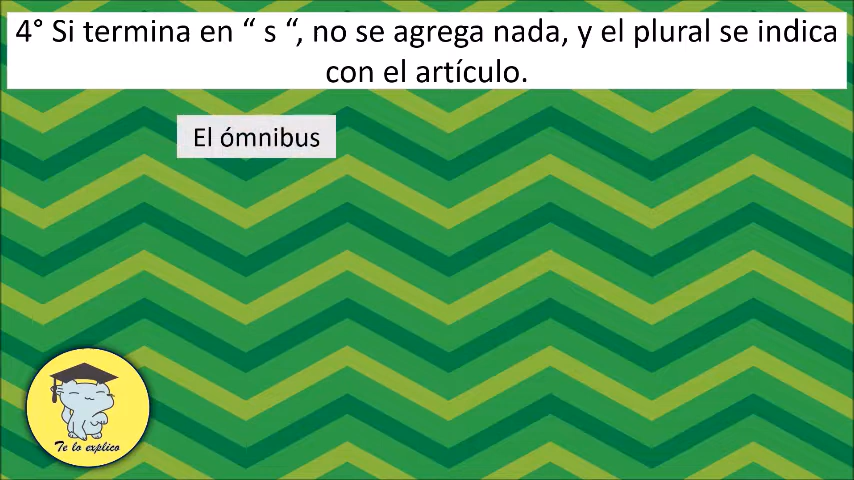 4° Si termina en “ s “, no se agrega nada, y el plural se indica
con el artículo.
El ómnibus
Te lo explico